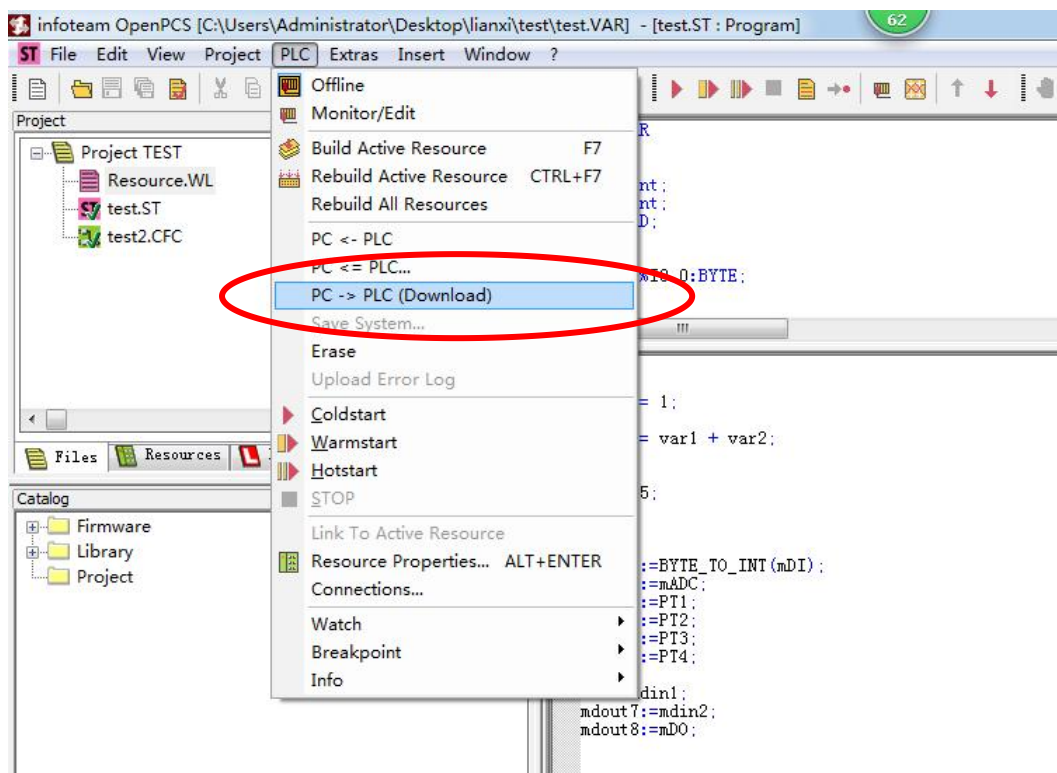 infoteam OpenPCS [C:\Users\Administrator\Desktop\lianxi\test\test.VAR] - [test.ST : Program]
62
ST File Edit View Project PLC Extras Insert Window ?
Project
Project TEST
Resource.WL
test.ST
test2.CFC
Files Resources
Catalog
Firmware
Library
Project
Offline
Monitor/Edit
Build Active Resource F7
Rebuild Active Resource CTRL+F7
Rebuild All Resources
PC <- PLC
PC <= PLC...
PC -> PLC (Download)
Save System...
Erase
Upload Error Log
Coldstart
Warmstart
Hotstart
STOP
Link To Active Resource
Resource Properties... ALT+ENTER
Connections...
Watch
Breakpoint
Info
R
nt;
nt;
D;
0:BYTE;
= 1;
= var1 + var2;
5;
:=BYTE_TO_INT(mDI);
:=mADC;
:=PT1;
:=PT2;
:=PT3;
:=PT4;
din1;
mdout7:=mdin2;
mdout8:=mDO;